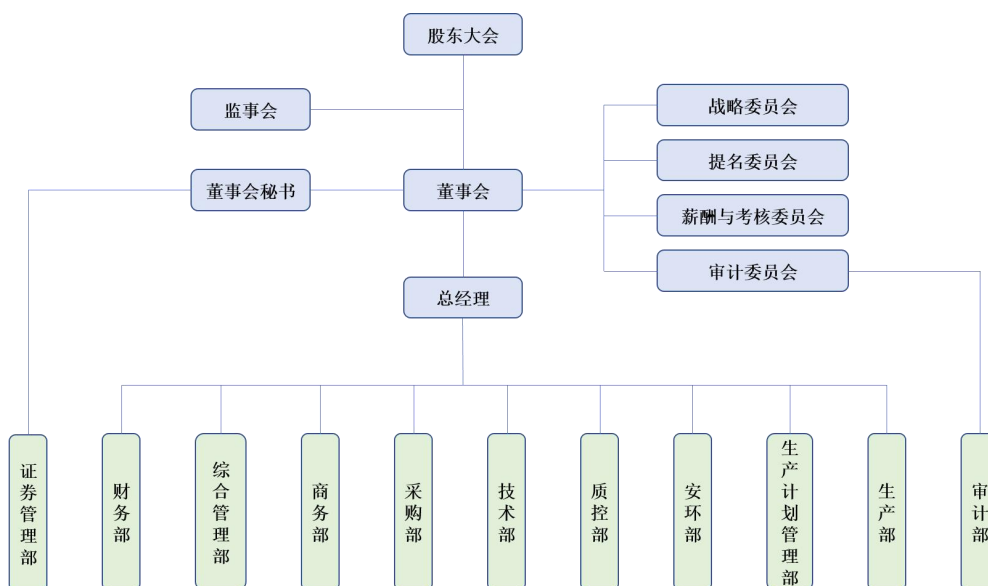 股东大会
监事会
战略委员会
提名委员会
董事会秘书
董事会
薪酬与考核委员会
审计委员会
总经理
证券管理部
财务部
综合管理部
商务部
采购部
技术部
质控部
安环部
生产计划管理部
生产部
审计部